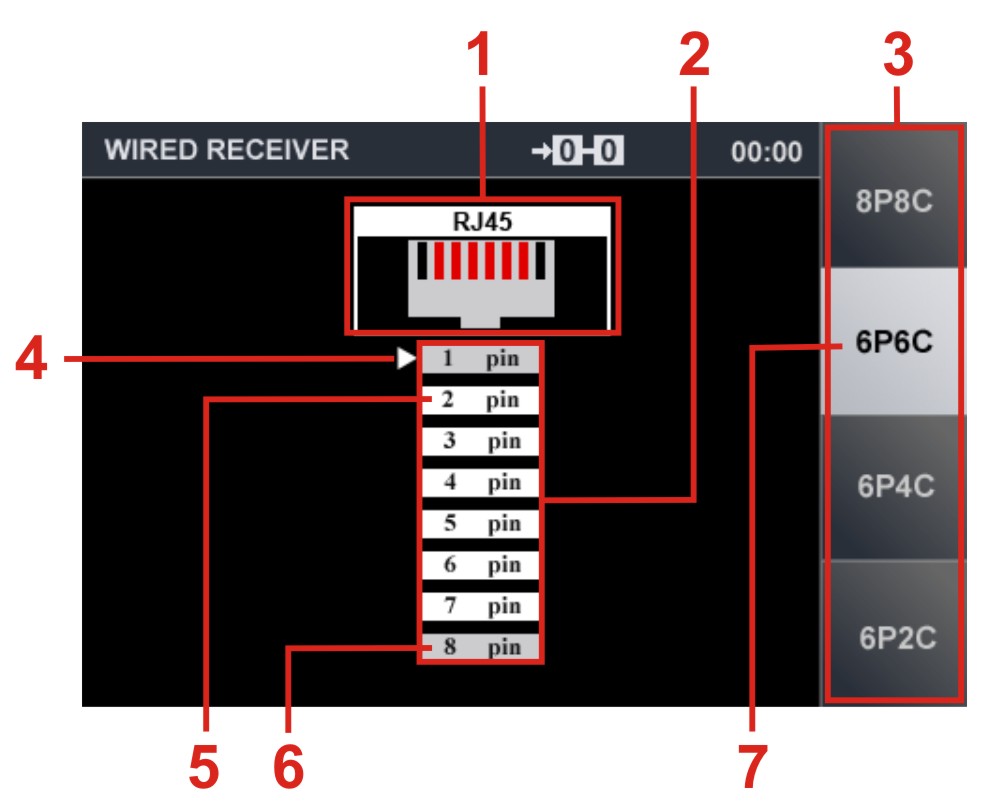 1 2 3
WIRED RECEIVER →0-0 00:00
8P8C
RJ45
6P6C
4
1 pin
2 pin
3 pin
4 pin
6P4C
5 pin
6 pin
7 pin
6P2C
8 pin
5 6 7